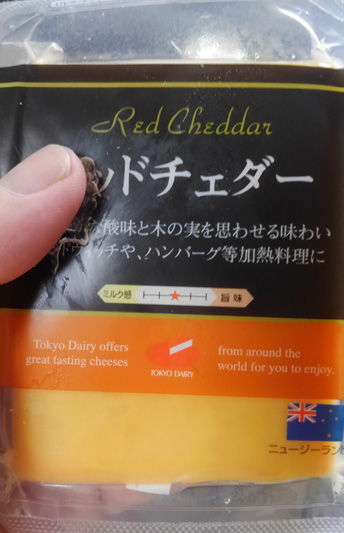 Red Cheddar
ッドチェダー
な酸味と木の実を思わせる味わい
ィッチや、ハンバーグ等加熱料理に
ミルク感
旨味
Tokyo Dairy offers
great tasting cheeses
TOKYO DAIRY
from around the
world for you to enjoy.
ニュージーラン